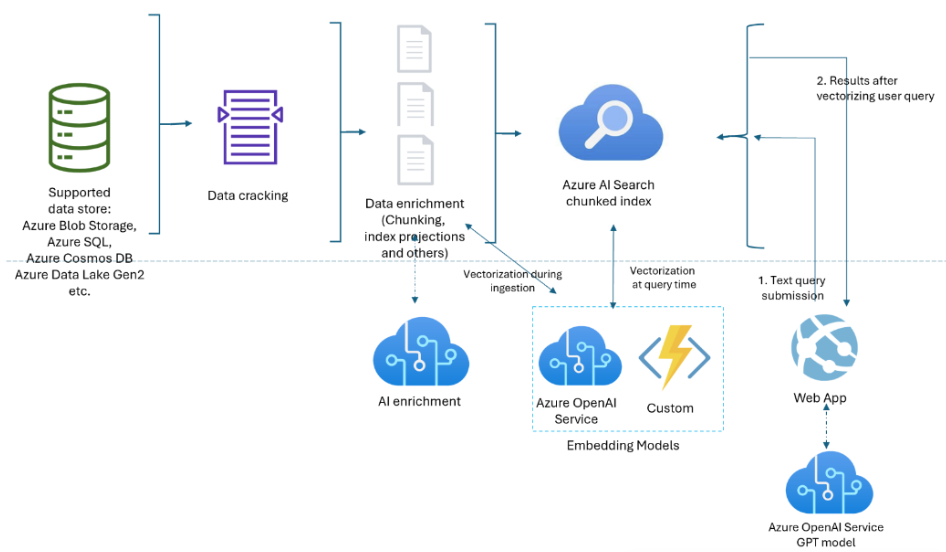 Supported
data store:
Azure Blob Storage,
Azure SQL,
Azure Cosmos DB
Azure Data Lake Gen2
etc.
Data cracking
Data enrichment
(Chunking,
index projections
and others)
Azure AI Search
chunked index
2. Results after
vectorizing user query
Vectorization during
ingestion
Vectorization
at query time
1. Text query
submission
AI enrichment
Azure OpenAI
Service
Custom
Embedding Models
Web App
Azure OpenAI Service
GPT model